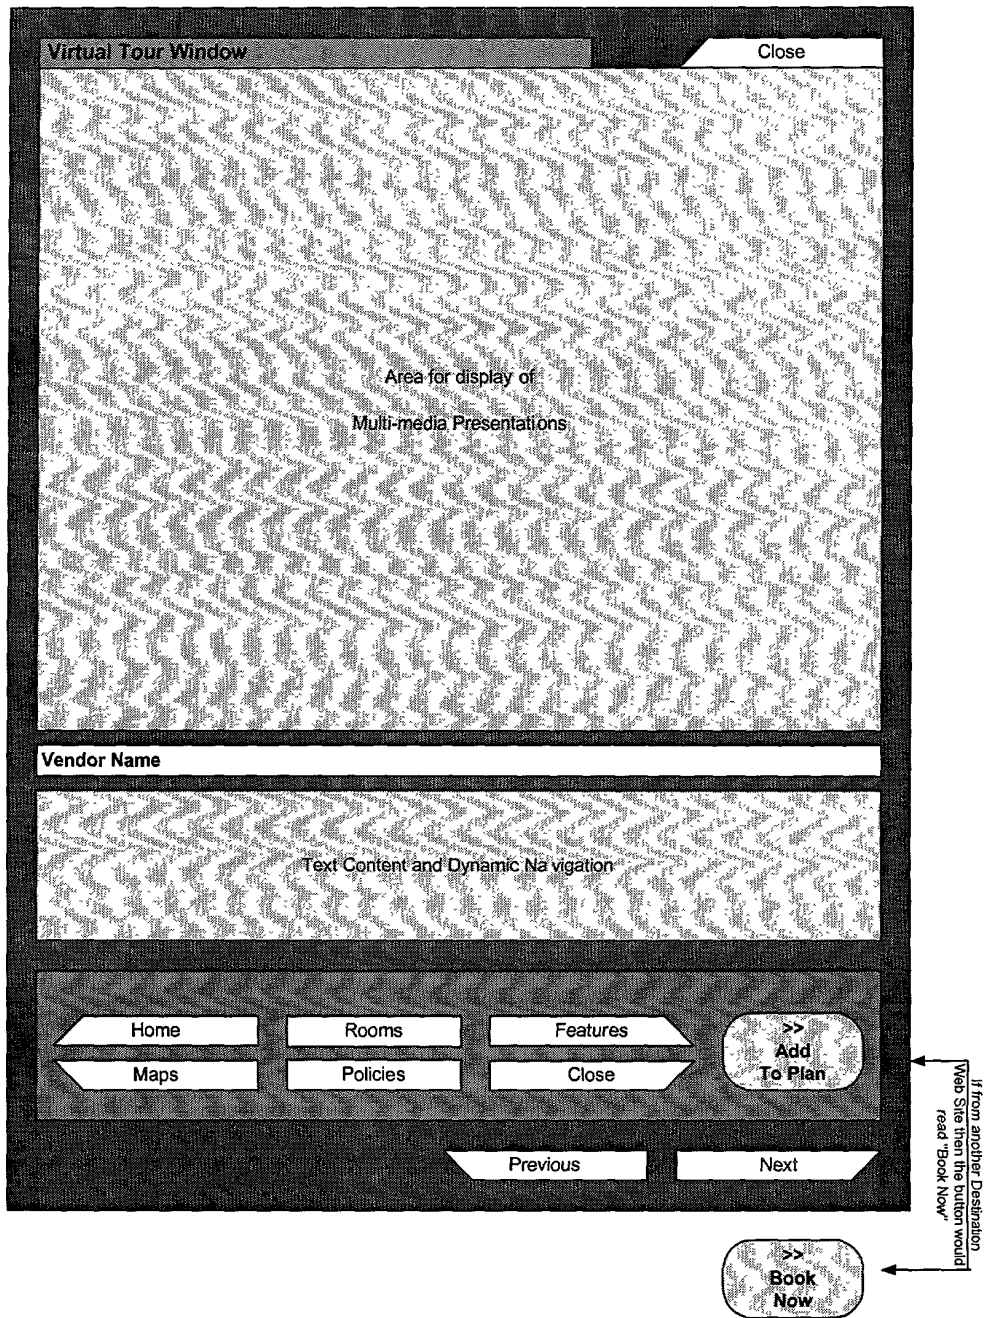 Virtual Tour Window
Close
Area for display of
Multi-media Presentations
Vendor Name
Text Content and Dynamic Na vigation
Home
Rooms
Features
>>
Add
To Plan
Maps
Policies
Close
Previous
Next
If from another Destination
Web Site then the button would
read "Book Now"
>>
Book
Now